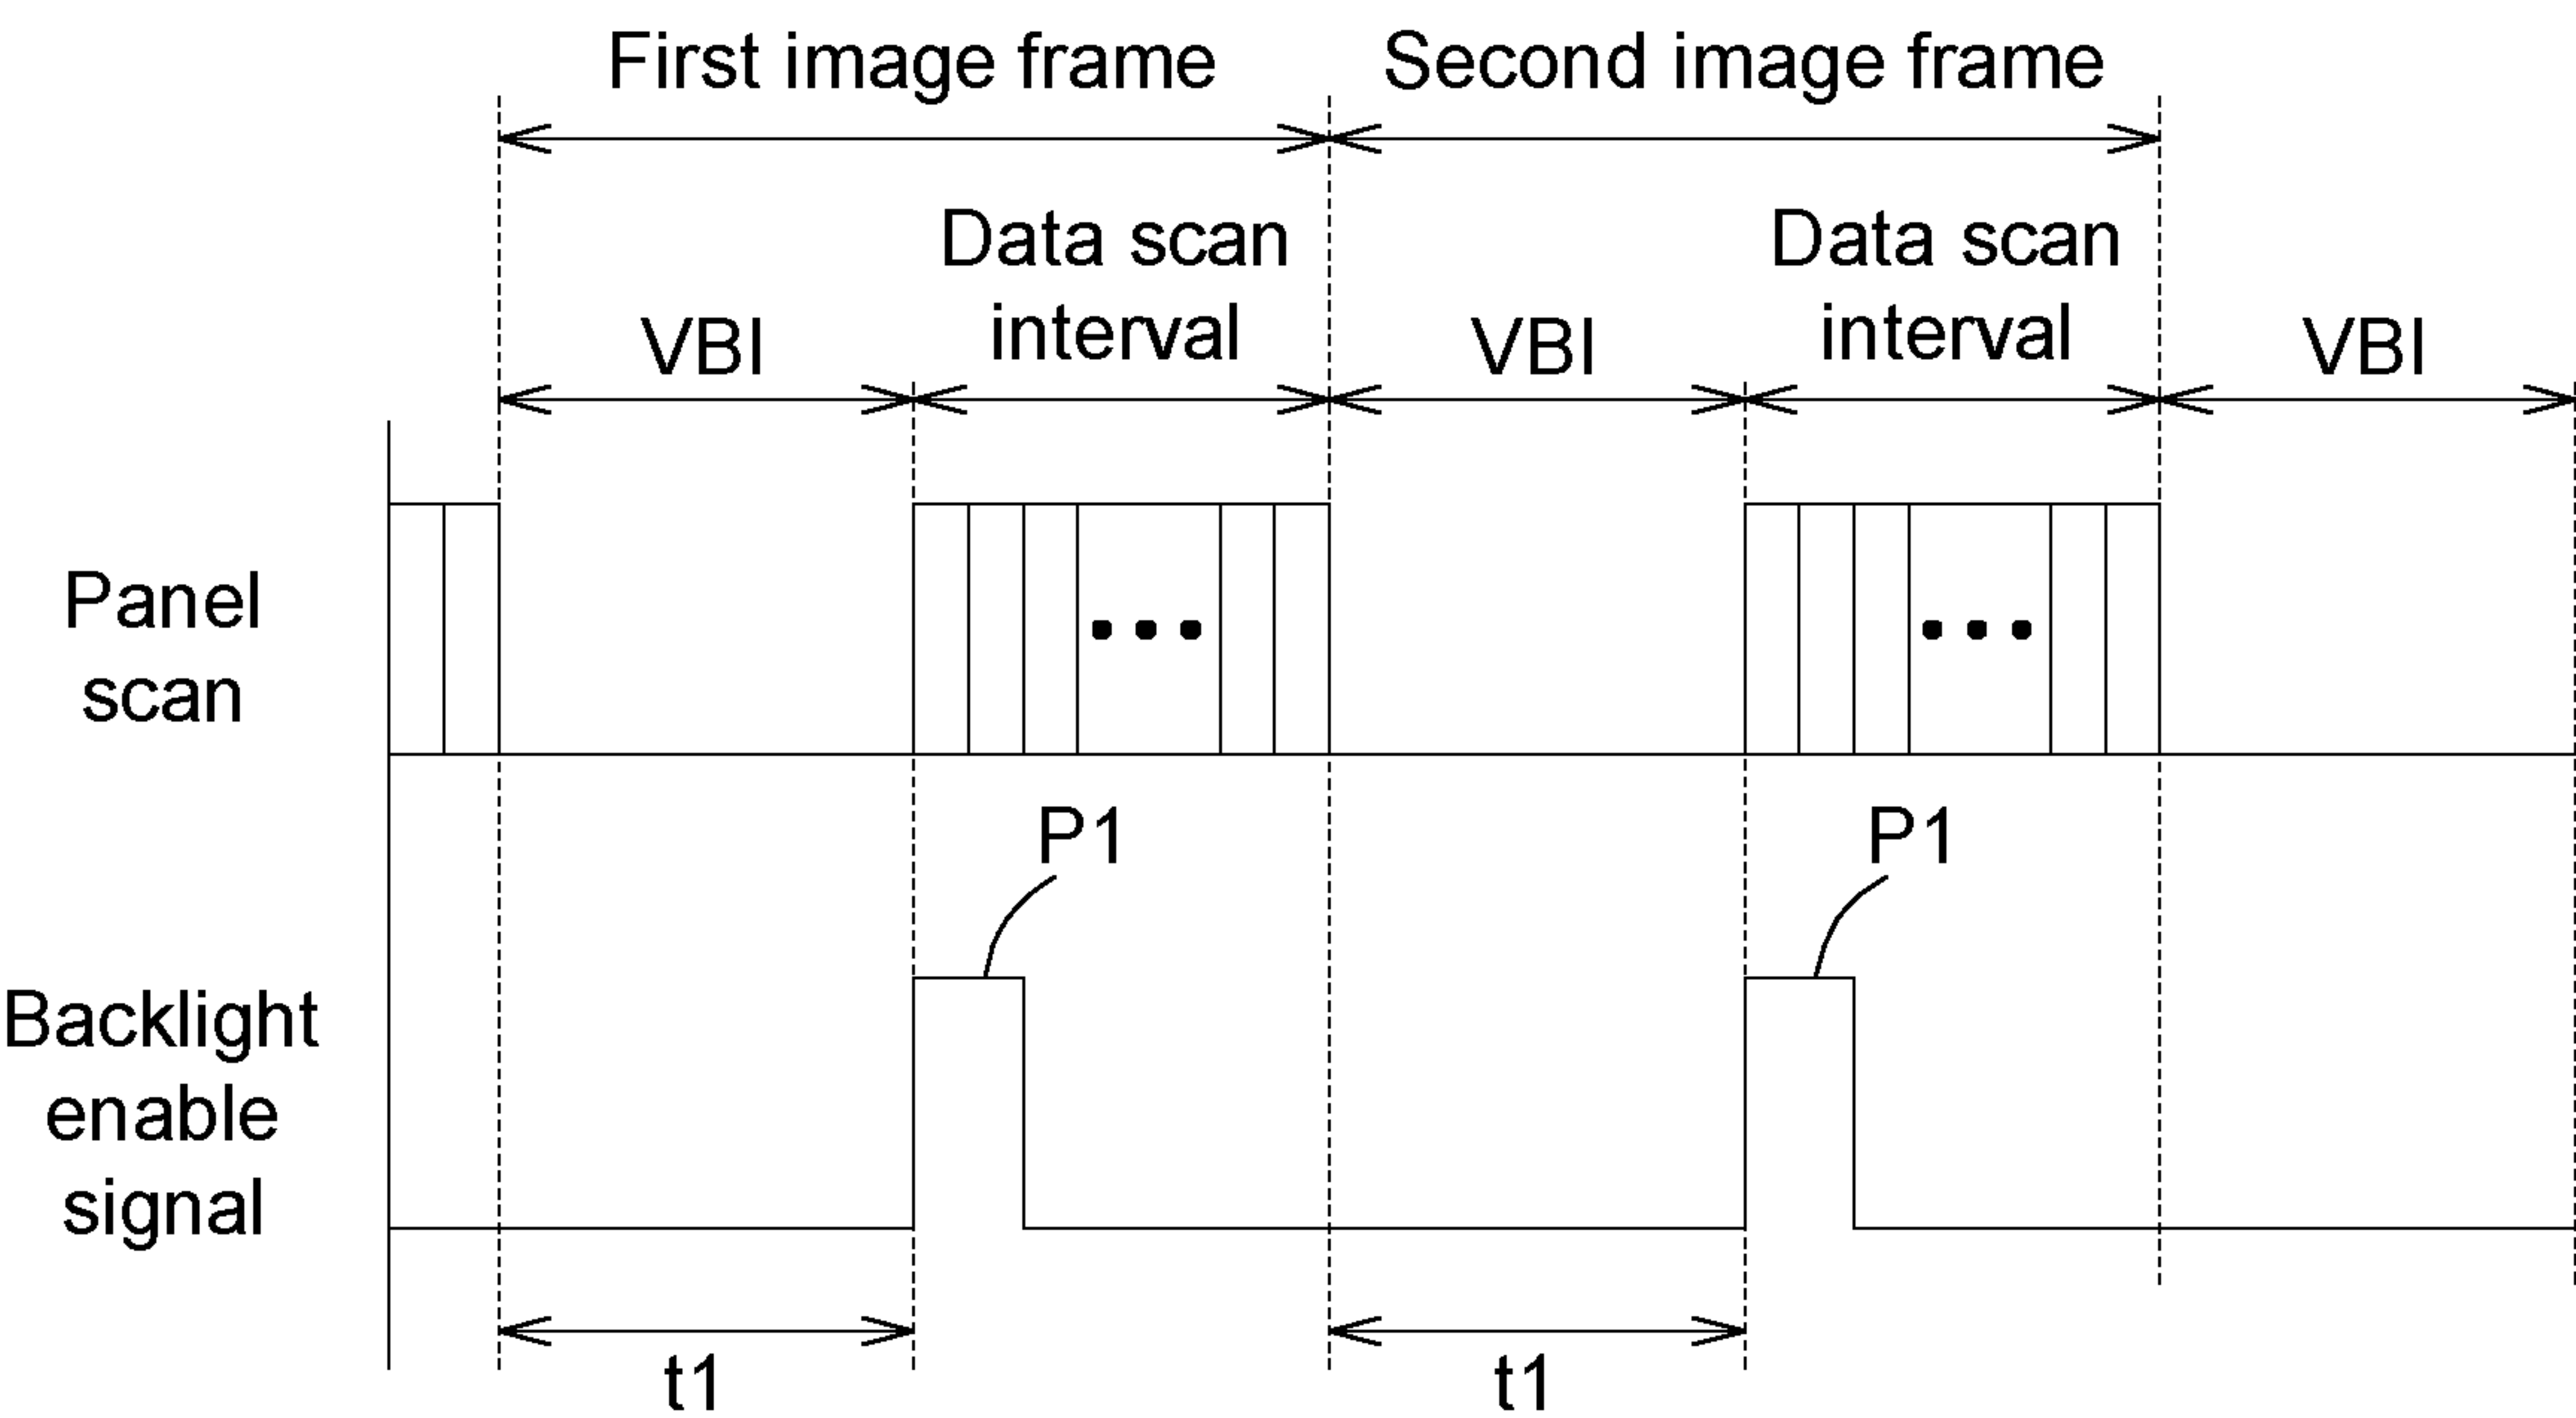 First image frame
Second image frame
Data scan
interval
Data scan
interval
VBI
VBI
VBI
Panel
scan
P1
P1
Backlight
enable
signal
t1
t1